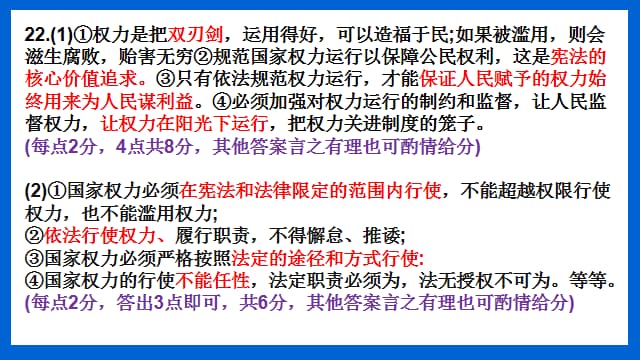 22.(1)①权力是把双刃剑，运用得好，可以造福于民;如果被滥用，则会
滋生腐败，贻害无穷②规范国家权力运行以保障公民权利，这是宪法的
核心价值追求。③只有依法规范权力运行，才能保证人民赋予的权力始
终用来为人民谋利益。④必须加强对权力运行的制约和监督，让人民监
督权力，让权力在阳光下运行，把权力关进制度的笼子。
(每点2分，4点共8分，其他答案言之有理也可酌情给分)
(2)①国家权力必须在宪法和法律限定的范围内行使，不能超越权限行使
权力，也不能滥用权力;
②依法行使权力、履行职责，不得懈怠、推诿;
③国家权力必须严格按照法定的途径和方式行使:
④国家权力的行使不能任性，法定职责必须为，法无授权不可为。等等。
(每点2分，答出3点即可，共6分，其他答案言之有理也可酌情给分)